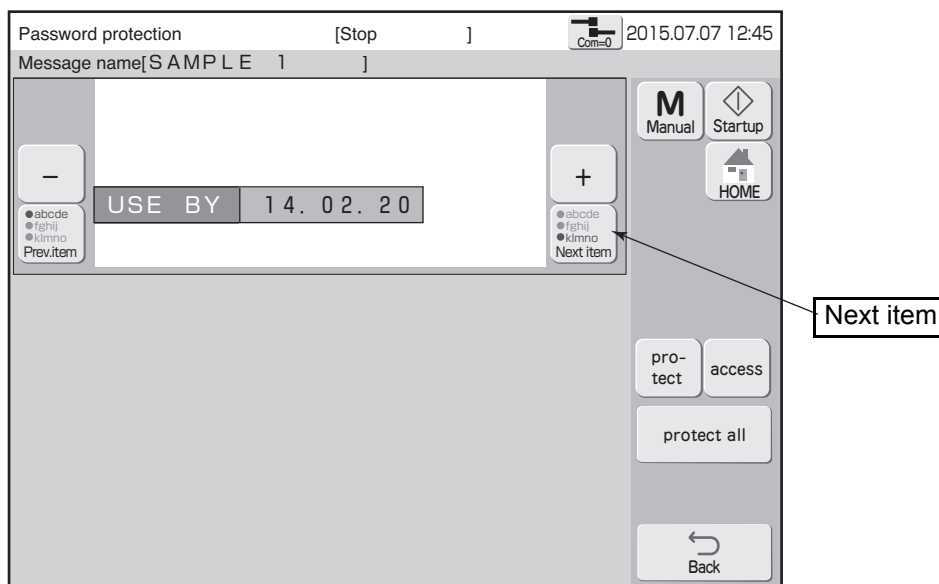 Password protection [Stop ] Com=0 2015.07.07 12:45
Message name[SAMPLE 1 ]
M
Manual
Startup
HOME
−
+
USE BY 14. 02. 20
abcde
fghij
klmno
Prev.item
abcde
fghij
klmno
Next item
Next item
pro-
tect
access
protect all
Back